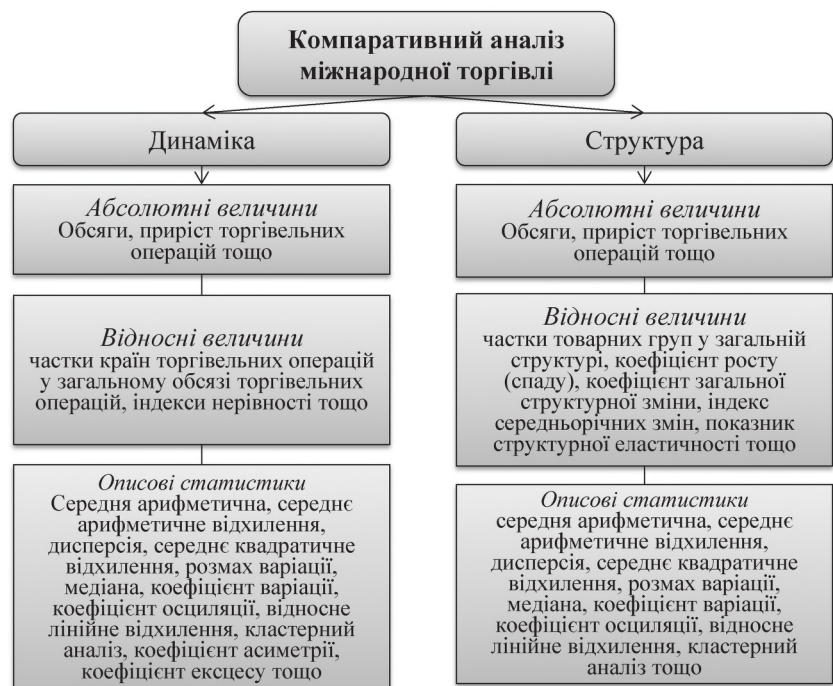 Компаративний аналіз
міжнародної торгівлі
Динаміка
Абсолютні величини
Обсяги, приріст торгівельних
операцій тощо
Відносні величини
частки країн торгівельних операцій
у загальному обсязі торгівельних
операцій, індекси нерівності тощо
Описові статистики
Середня арифметична, середнє
арифметичне відхилення,
дисперсія, середнє квадратичне
відхилення, розмах варіації,
медіана, коефіцієнт варіації,
коефіцієнт осциляції, відносне
лінійне відхилення, кластерний
аналіз, коефіцієнт асиметрії,
коефіцієнт ексцесу тощо
Структура
Абсолютні величини
Обсяги, приріст торгівельних
операцій тощо
Відносні величини
частки товарних груп у загальній
структурі, коефіцієнт росту
(спаду), коефіцієнт загальної
структурної зміни, індекс
середньорічних змін, показник
структурної еластичності тощо
Описові статистики
середня арифметична, середнє
арифметичне відхилення,
дисперсія, середнє квадратичне
відхилення, розмах варіації,
медіана, коефіцієнт варіації,
коефіцієнт осциляції, відносне
лінійне відхилення, кластерний
аналіз тощо